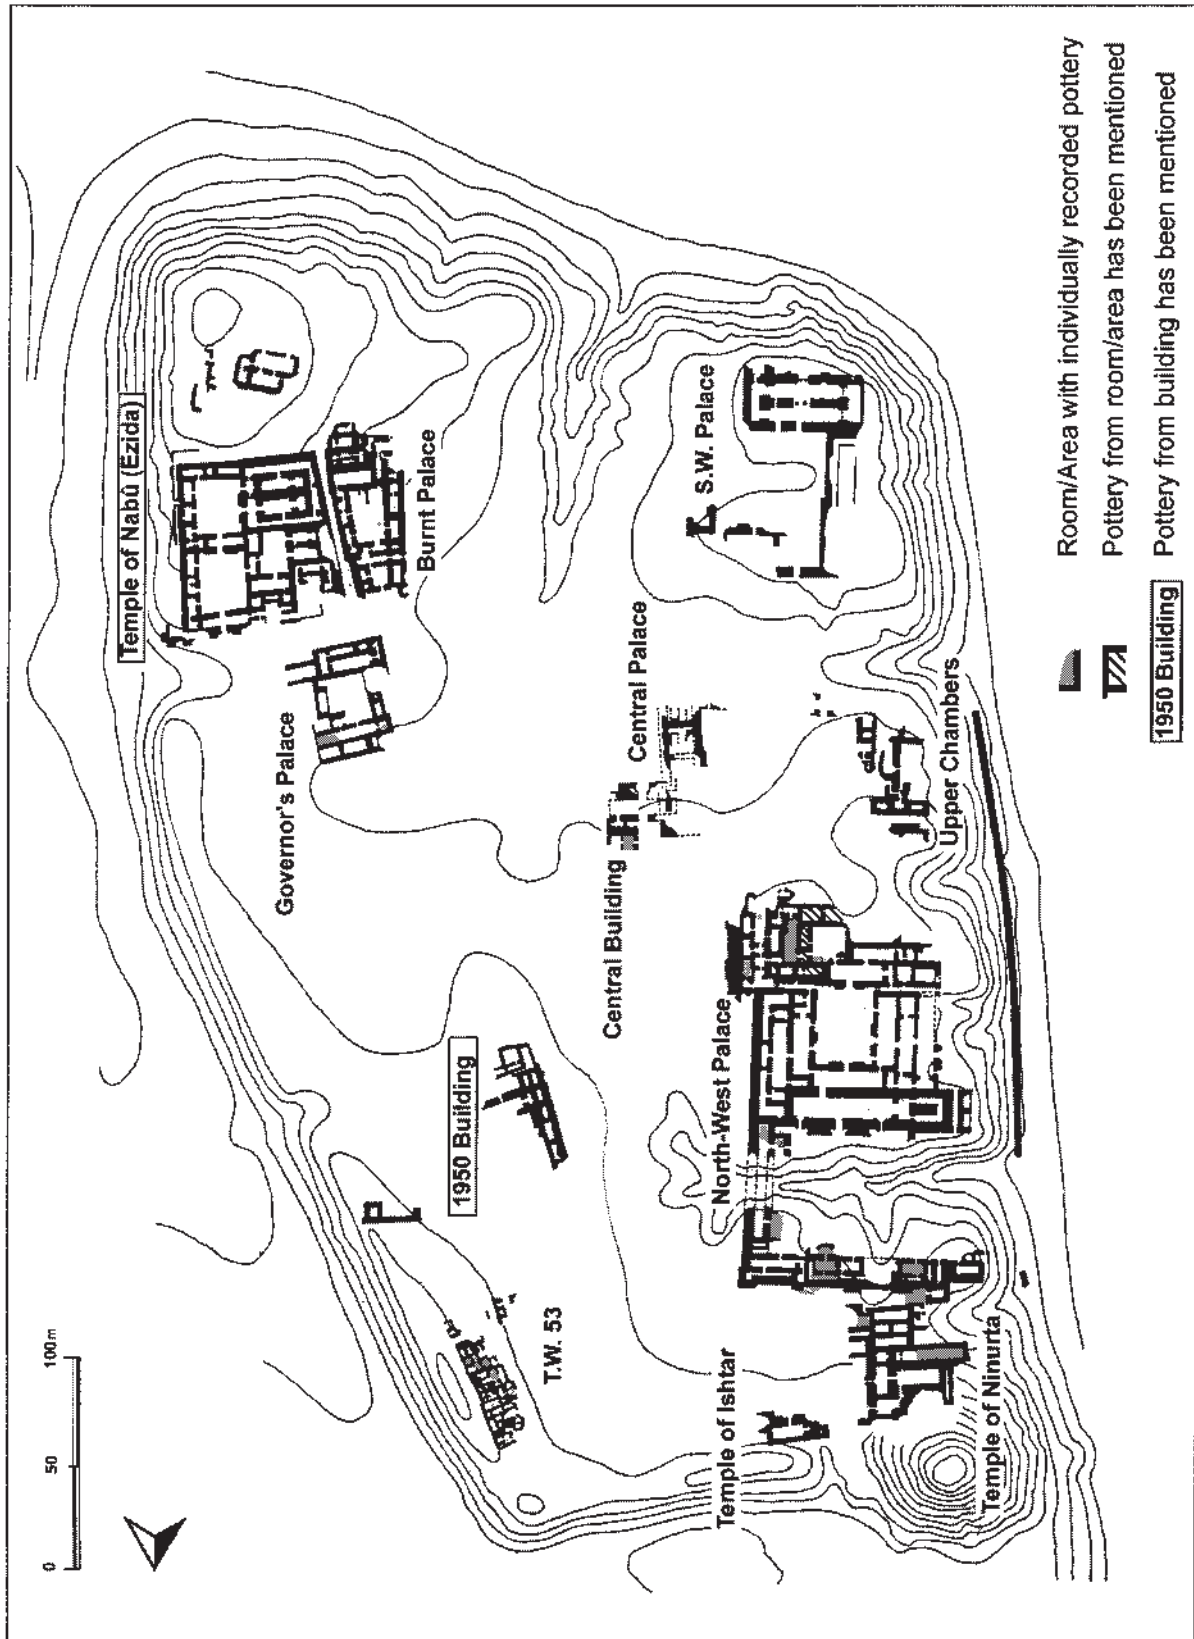 0 50 100m
T.W. 53
1950 Building
Governor's Palace
Temple of Nabû (Ezida)
Burnt Palace
Temple of Ishtar
Temple of Ninurta
North-West Palace
Central Building
Central Palace
Upper Chambers
S.W. Palace
Room/Area with individually recorded pottery
Pottery from room/area has been mentioned
1950 Building Pottery from building has been mentioned